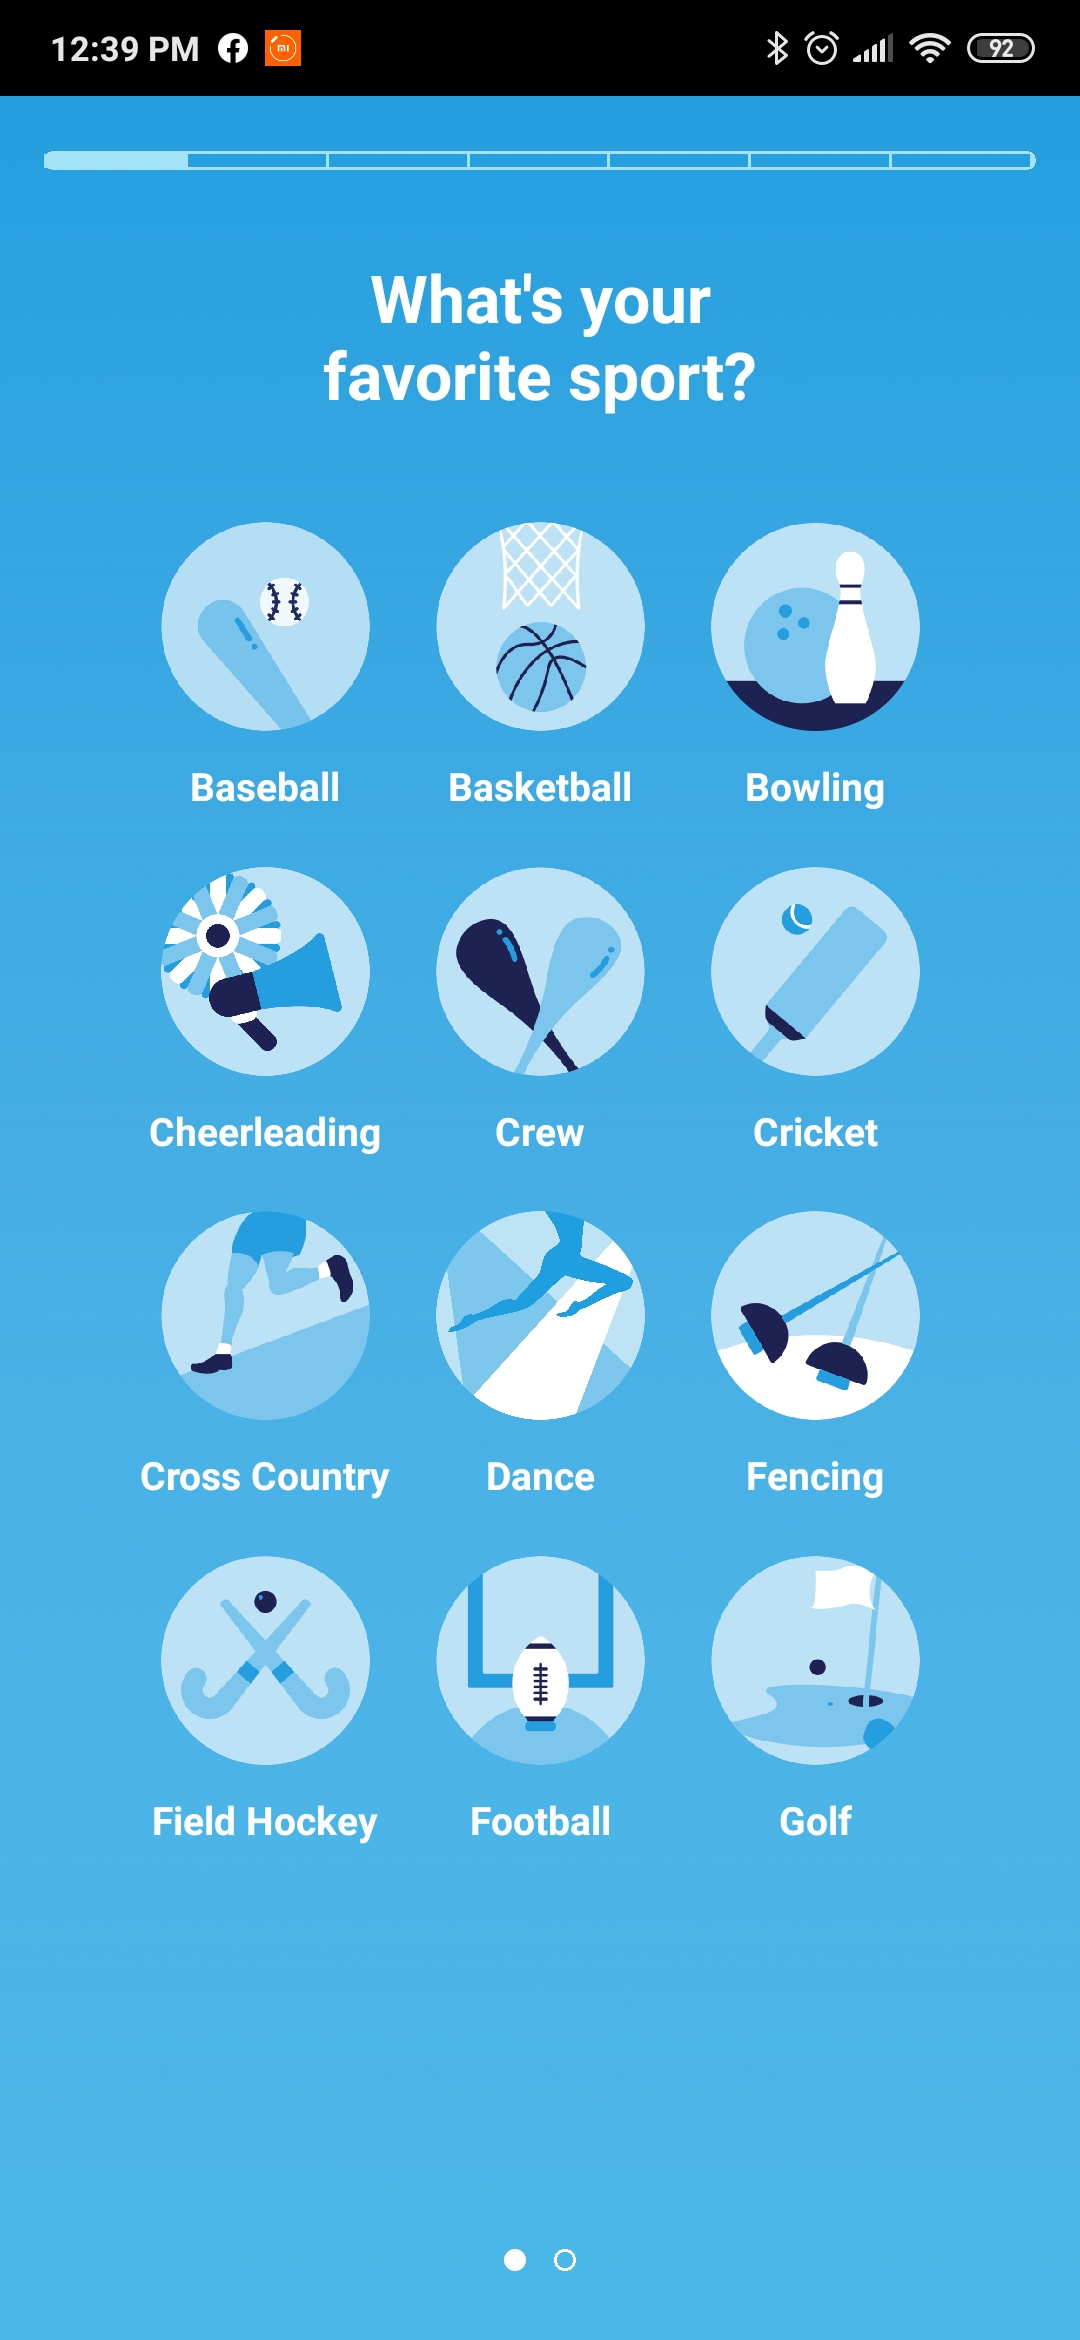 12:39 PM
92
What's your
favorite sport?
Baseball
Basketball
Bowling
Cheerleading
Crew
Cricket
Cross Country
Dance
Fencing
Field Hockey
Football
Golf